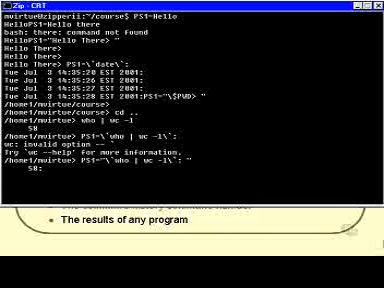 Zip - CRT
mvirtue@zipperii:~/course$ PS1=Hello
HelloPS1=Hello there
bash: there: command not found
HelloPS1="Hello There> "
Hello There>
Hello There>
Hello There> PS1=\`date\:
Tue Jul  3 14:35:20 EST 2001:
Tue Jul  3 14:35:26 EST 2001:
Tue Jul  3 14:35:27 EST 2001:
Tue Jul  3 14:35:28 EST 2001:PS1="\$PWD> "
/home1/mvirtue/course>
/home1/mvirtue/course> cd ..
/home1/mvirtue> who | wc -l
58
/home1/mvirtue> PS1=\`who | wc -l\`:
wc: invalid option -- `
Try `wc --help' for more information.
/home1/mvirtue> PS1="\`who | wc -l\`: "
58:
The results of any program